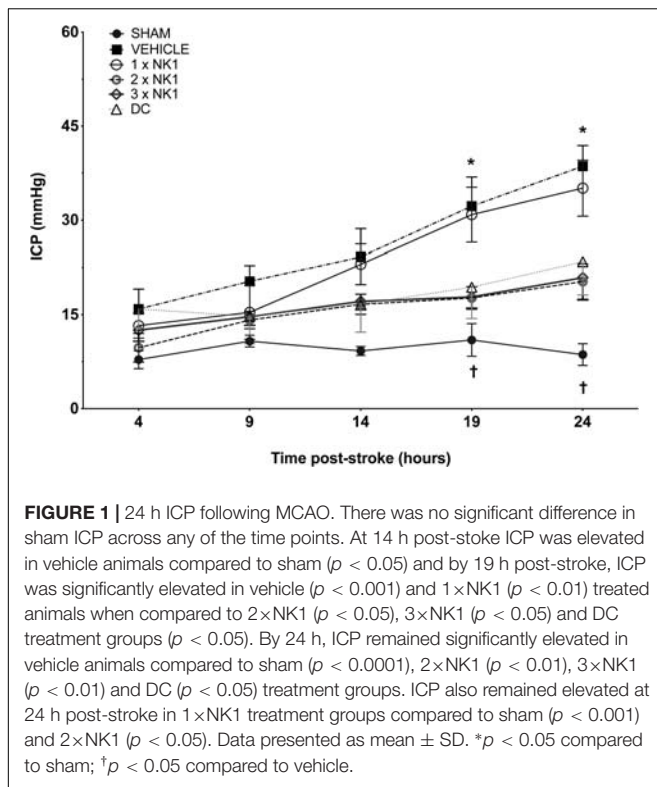 60
45
30
15
0
ICP (mmHg)
SHAM
VEHICLE
1 x NK1
2 x NK1
3 x NK1
DC
*
*
†
†
4 9 14 19 24
Time post-stroke (hours)
FIGURE 1 | 24 h ICP following MCAO. There was no significant difference in
sham ICP across any of the time points. At 14 h post-stoke ICP was elevated
in vehicle animals compared to sham (p < 0.05) and by 19 h post-stroke, ICP
was significantly elevated in vehicle (p < 0.001) and 1×NK1 (p < 0.01) treated
animals when compared to 2×NK1 (p < 0.05), 3×NK1 (p < 0.05) and DC
treatment groups (p < 0.05). By 24 h, ICP remained significantly elevated in
vehicle animals compared to sham (p < 0.0001), 2×NK1 (p < 0.01), 3×NK1
(p < 0.01) and DC (p < 0.05) treatment groups. ICP also remained elevated at
24 h post-stroke in 1×NK1 treatment groups compared to sham (p < 0.001)
and 2×NK1 (p < 0.05). Data presented as mean ± SD. *p < 0.05 compared
to sham; †p < 0.05 compared to vehicle.